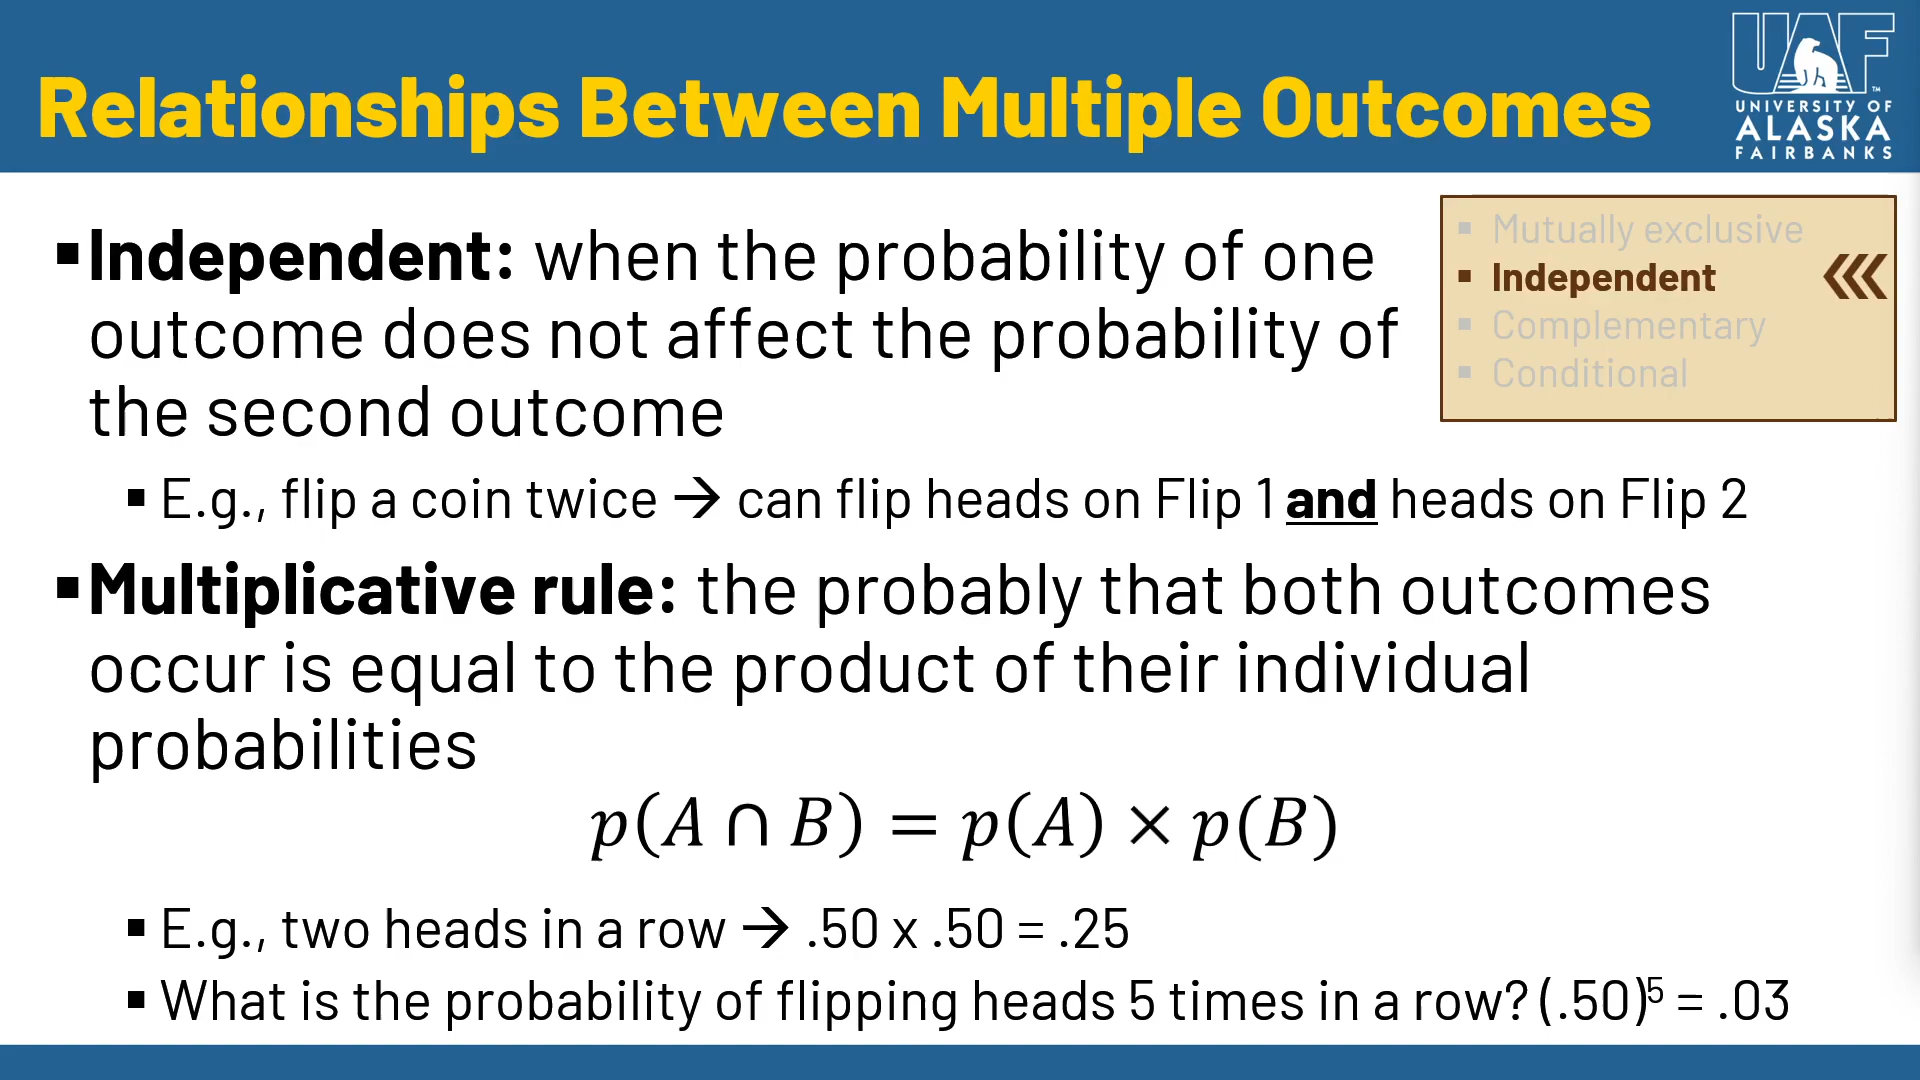 Relationships Between Multiple Outcomes
UAF™
UNIVERSITY OF
ALASKA
FAIRBANKS
▪ Mutually exclusive
▪ Independent
▪ Complementary
▪ Conditional
▪ Independent: when the probability of one
outcome does not affect the probability of
the second outcome
▪ E.g., flip a coin twice → can flip heads on Flip 1 and heads on Flip 2
▪ Multiplicative rule: the probably that both outcomes
occur is equal to the product of their individual
probabilities
p(A ∩ B) = p(A) × p(B)
▪ E.g., two heads in a row → .50 x .50 = .25
▪ What is the probability of flipping heads 5 times in a row? (.50)⁵ = .03